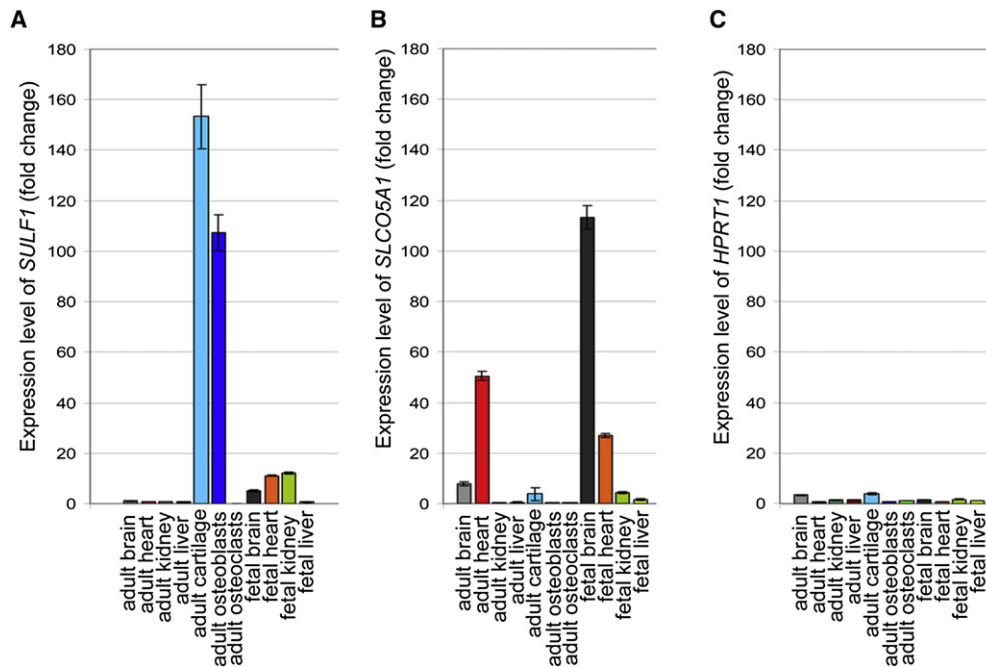 A
Expression level of SULF1 (fold change)
180
160
140
120
100
80
60
40
20
0
adult brain
adult heart
adult kidney
adult liver
adult cartilage
adult osteoblasts
adult osteoclasts
fetal brain
fetal heart
fetal kidney
fetal liver
B
Expression level of SLCO5A1 (fold change)
180
160
140
120
100
80
60
40
20
0
adult brain
adult heart
adult kidney
adult liver
adult cartilage
adult osteoblasts
adult osteoclasts
fetal brain
fetal heart
fetal kidney
fetal liver
C
Expression level of HPRT1 (fold change)
180
160
140
120
100
80
60
40
20
0
adult brain
adult heart
adult kidney
adult liver
adult cartilage
adult osteoblasts
adult osteoclasts
fetal brain
fetal heart
fetal kidney
fetal liver